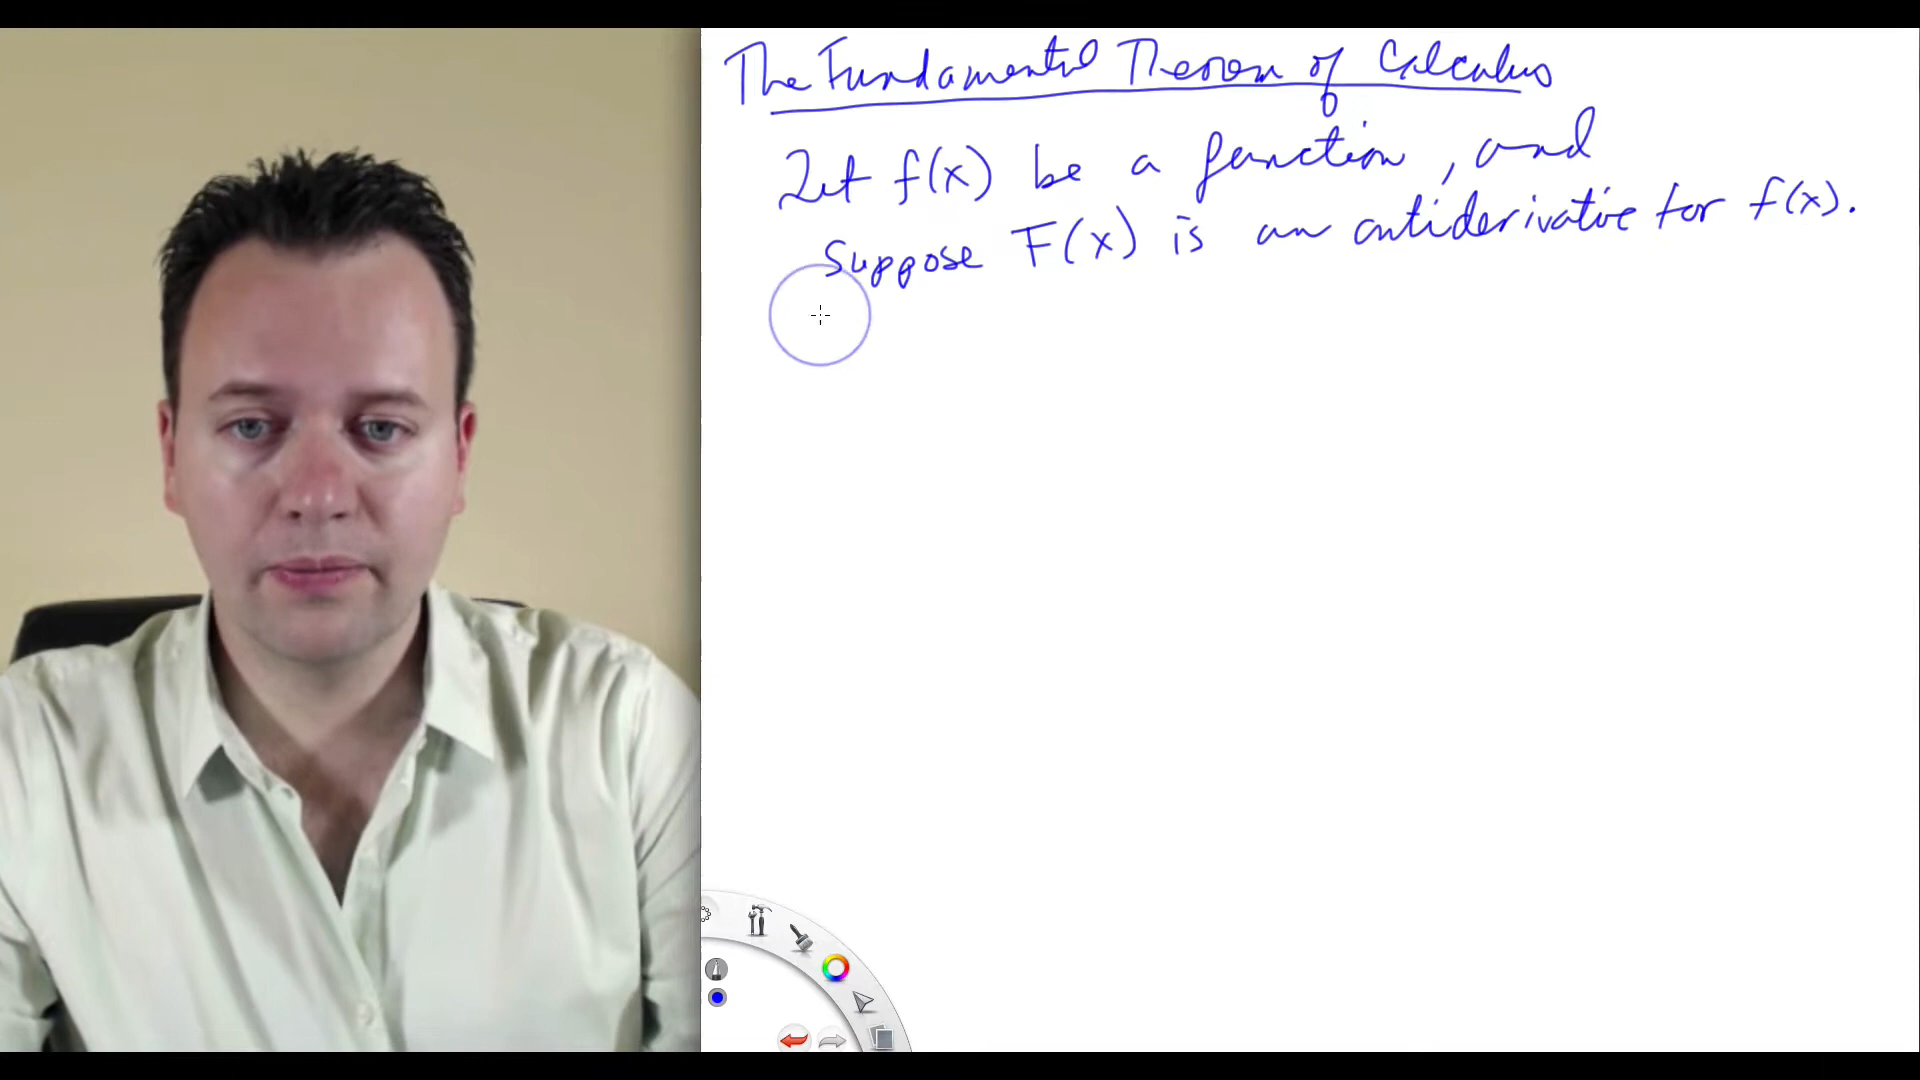 The Fundamental Theorem of Calculus
Let f(x) be a function, and
suppose F(x) is an antiderivative for f(x).